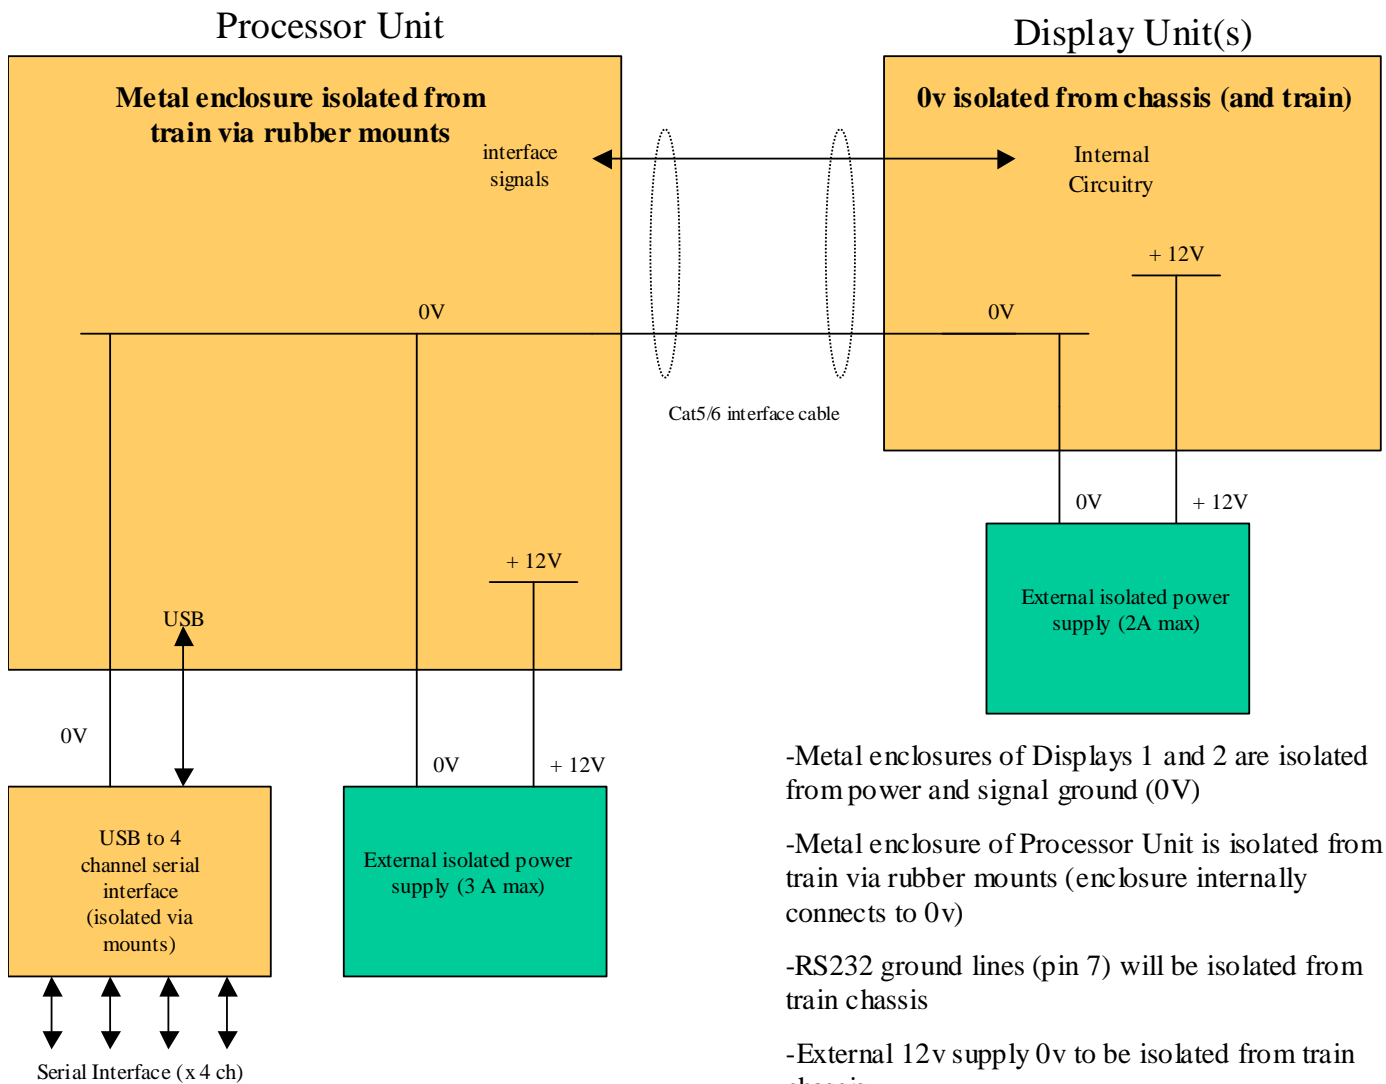 Processor Unit
Display Unit(s)
Metal enclosure isolated from
train via rubber mounts
0v isolated from chassis (and train)
interface
signals
Internal
Circuitry
+ 12V
0V
0V
Cat5/6 interface cable
0V
+ 12V
+ 12V
External isolated power
supply (2A max)
USB
0V
0V
+ 12V
USB to 4
channel serial
interface
(isolated via
mounts)
External isolated power
supply (3 A max)
Serial Interface (x 4 ch)
-Metal enclosures of Displays 1 and 2 are isolated
from power and signal ground (0V)
-Metal enclosure of Processor Unit is isolated from
train via rubber mounts (enclosure internally
connects to 0v)
-RS232 ground lines (pin 7) will be isolated from
train chassis
-External 12v supply 0v to be isolated from train